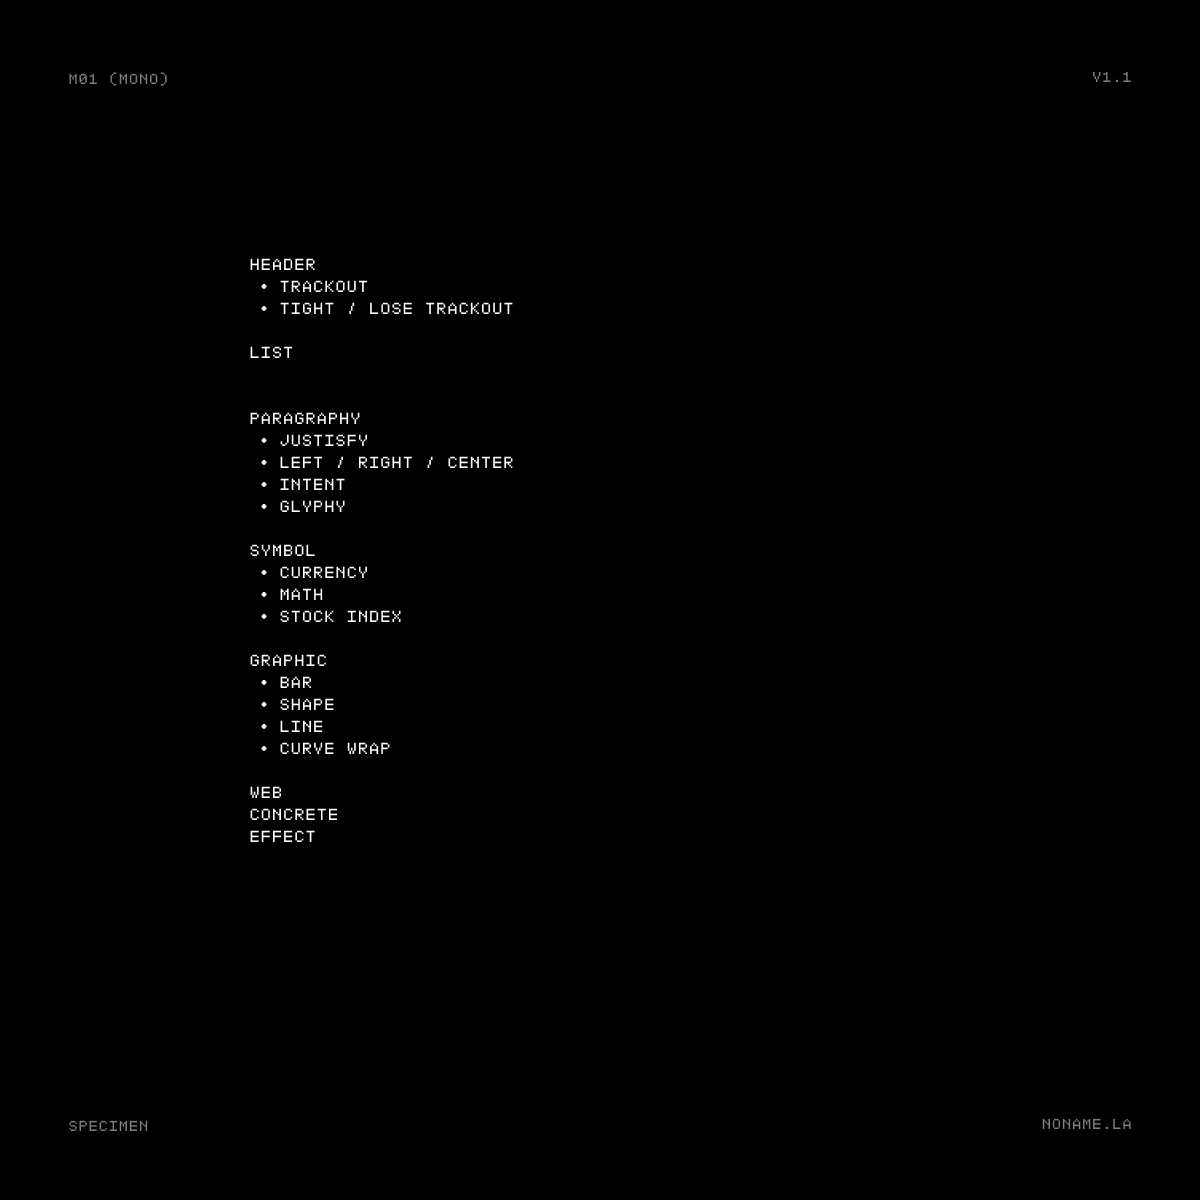 M01 (MONO)
V1.1
HEADER
• TRACKOUT
• TIGHT / LOSE TRACKOUT
LIST
PARAGRAPHY
• JUSTISFY
• LEFT / RIGHT / CENTER
• INTENT
• GLYPHY
SYMBOL
• CURRENCY
• MATH
• STOCK INDEX
GRAPHIC
• BAR
• SHAPE
• LINE
• CURVE WRAP
WEB
CONCRETE
EFFECT
SPECIMEN
NONAME.LA